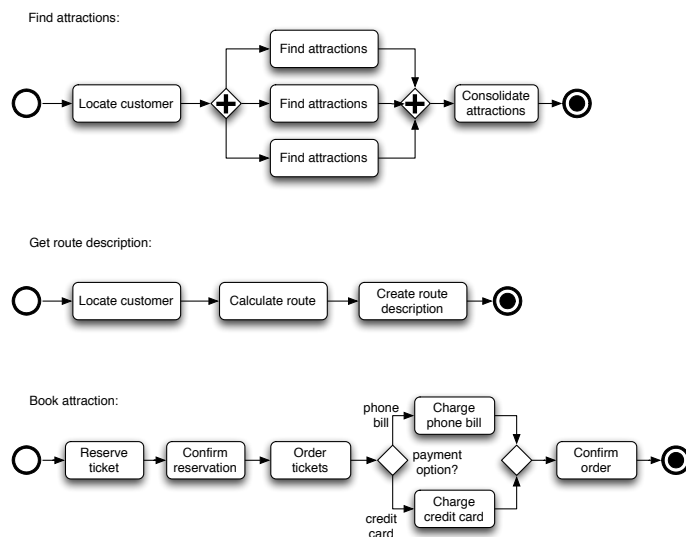 Find attractions:
Find attractions
Locate customer
Find attractions
Consolidate
attractions
Find attractions
Get route description:
Locate customer
Calculate route
Create route
description
Book attraction:
phone
bill
Charge
phone bill
Reserve
ticket
Confirm
reservation
Order
tickets
payment
option?
Confirm
order
credit
card
Charge
credit card